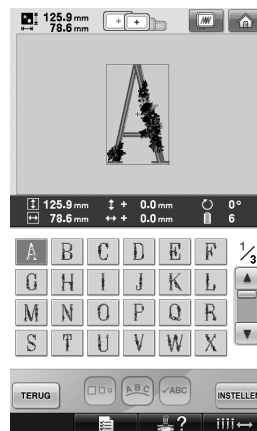 125.9 mm
78.6 mm
A
125.9 mm + 0.0 mm 0°
78.6 mm + 0.0 mm 6
A B C D E F 1/3
G H I J K L
M N O P Q R
S T U V W X
TERUG ABC ABC INSTELLE
?